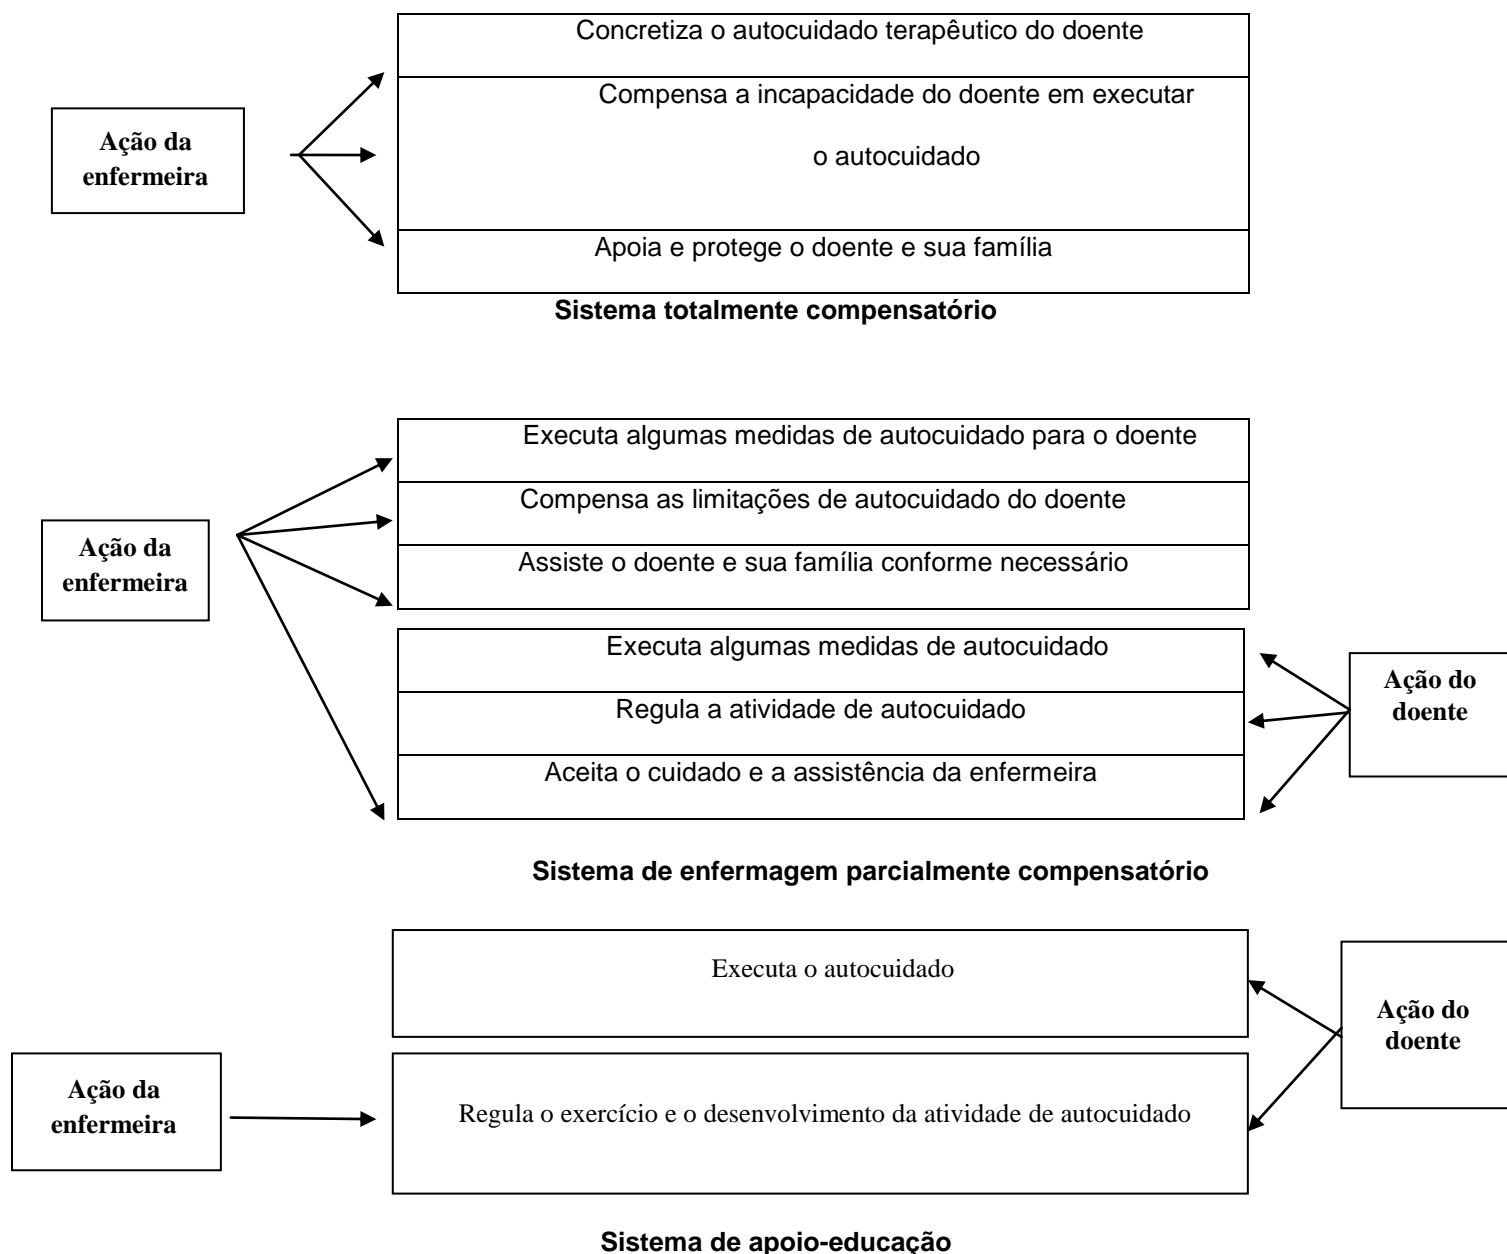 Concretiza o autocuidado terapêutico do doente
Compensa a incapacidade do doente em executar
o autocuidado
Ação da
enfermeira
Apoia e protege o doente e sua família
Sistema totalmente compensatório
Executa algumas medidas de autocuidado para o doente
Compensa as limitações de autocuidado do doente
Assiste o doente e sua família conforme necessário
Ação da
enfermeira
Executa algumas medidas de autocuidado
Regula a atividade de autocuidado
Aceita o cuidado e a assistência da enfermeira
Ação do
doente
Sistema de enfermagem parcialmente compensatório
Executa o autocuidado
Ação do
doente
Ação da
enfermeira
Regula o exercício e o desenvolvimento da atividade de autocuidado
Sistema de apoio-educação